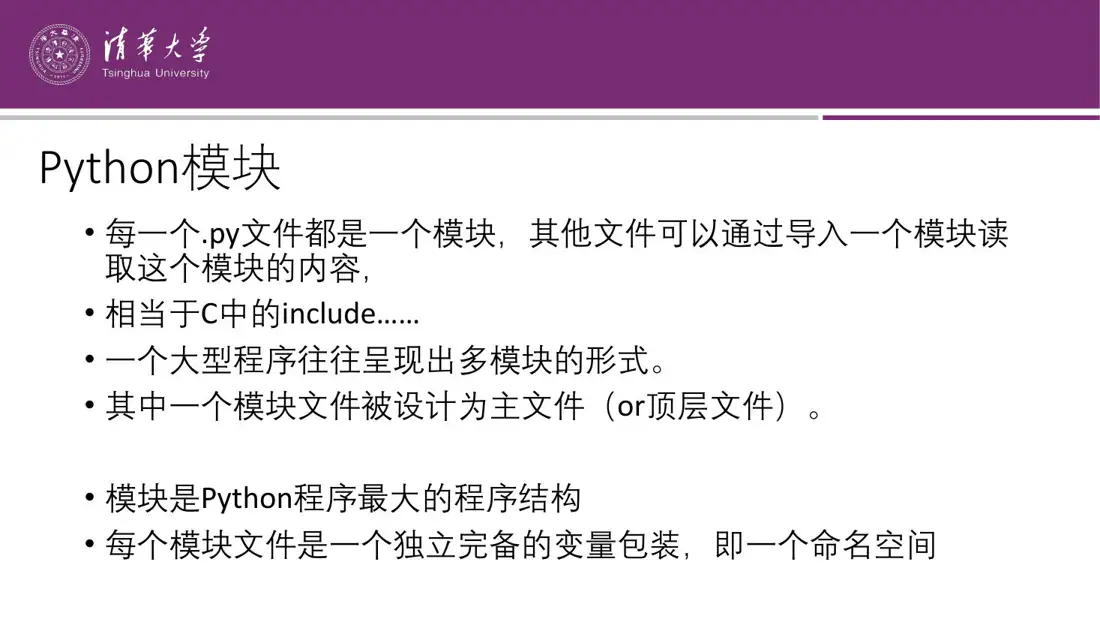 清华大学
Tsinghua University
Python模块
• 每一个.py文件都是一个模块，其他文件可以通过导入一个模块读
取这个模块的内容，
• 相当于C中的include……
• 一个大型程序往往呈现出多模块的形式。
• 其中一个模块文件被设计为主文件（or顶层文件）。
• 模块是Python程序最大的程序结构
• 每个模块文件是一个独立完备的变量包装，即一个命名空间